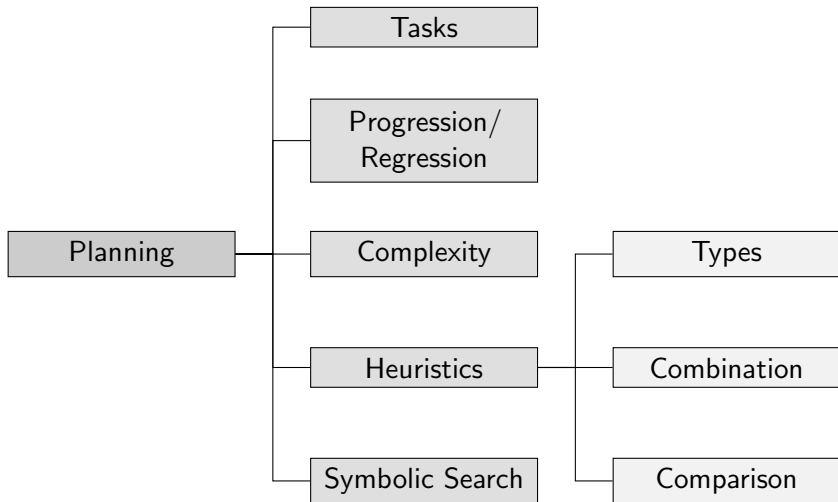 Tasks
Progression/
Regression
Planning
Complexity
Types
Heuristics
Combination
Symbolic Search
Comparison